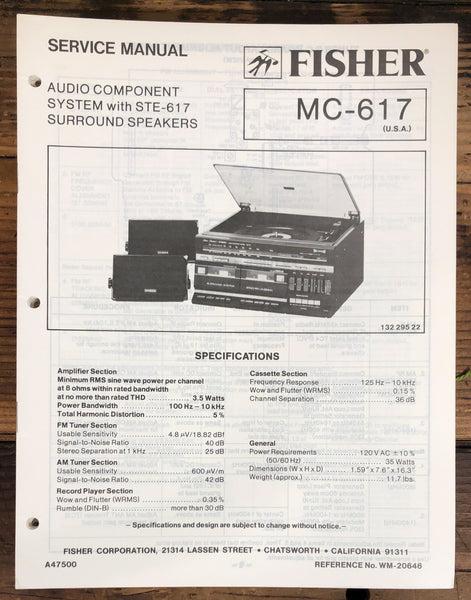 SERVICE MANUAL
FISHER
AUDIO COMPONENT
SYSTEM with STE-617
SURROUND SPEAKERS
MC-617
(U.S.A.)
132 295 22
SPECIFICATIONS
Amplifier Section
Minimum RMS sine wave power per channel
at 8 ohms within rated bandwidth
at no more than rated THD .......... 3.5 Watts
Power Bandwidth .......... 100 Hz – 10 kHz
Total Harmonic Distortion .......... 5 %
FM Tuner Section
Usable Sensitivity .......... 4.8 μV/18.82 dBf
Signal-to-Noise Ratio .......... 40 dB
Stereo Separation at 1 kHz .......... 25 dB
AM Tuner Section
Usable Sensitivity .......... 600 μV/m
Signal-to-Noise Ratio .......... 42 dB
Record Player Section
Wow and Flutter (WRMS) .......... 0.35 %
Rumble (DIN-B) .......... more than 30 dB
Cassette Section
Frequency Response .......... 125 Hz – 10 kHz
Wow and Flutter (WRMS) .......... 0.15 %
Channel Separation .......... 36 dB
General
Power Requirements .......... 120 V AC ± 10 %
(50/60 Hz) .......... 35 Watts
Dimensions (W x H x D) .......... 1.59" x 7.6" x 16.3"
Weight (approx.) .......... 11.7 lbs.
– Specifications and design are subject to change without notice. –
FISHER CORPORATION, 21314 LASSEN STREET • CHATSWORTH • CALIFORNIA 91311
A47500
REFERENCE No. WM-20646